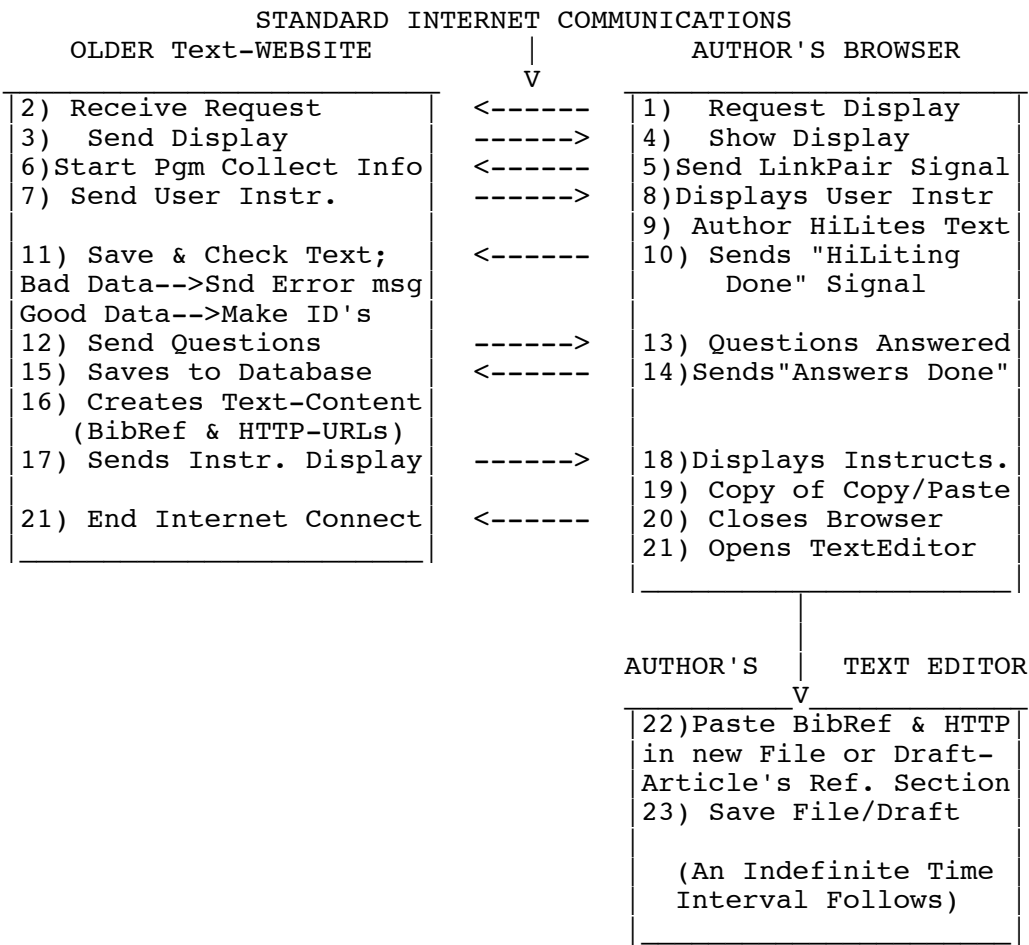 STANDARD INTERNET COMMUNICATIONS
OLDER Text-WEBSITE | AUTHOR'S BROWSER
V
2) Receive Request <------ 1) Request Display
3) Send Display ------> 4) Show Display
6)Start Pgm Collect Info <------ 5)Send LinkPair Signal
7) Send User Instr. ------> 8)Displays User Instr
9) Author HiLites Text
11) Save & Check Text; <------ 10) Sends "HiLiting
Bad Data-->Snd Error msg Done" Signal
Good Data-->Make ID's
12) Send Questions ------> 13) Questions Answered
15) Saves to Database <------ 14)Sends"Answers Done"
16) Creates Text-Content
(BibRef & HTTP-URLs)
17) Sends Instr. Display ------> 18)Displays Instructs.
19) Copy of Copy/Paste
21) End Internet Connect <------ 20) Closes Browser
21) Opens TextEditor
AUTHOR'S | TEXT EDITOR
V
22)Paste BibRef & HTTP
in new File or Draft-
Article's Ref. Section
23) Save File/Draft
(An Indefinite Time
Interval Follows)